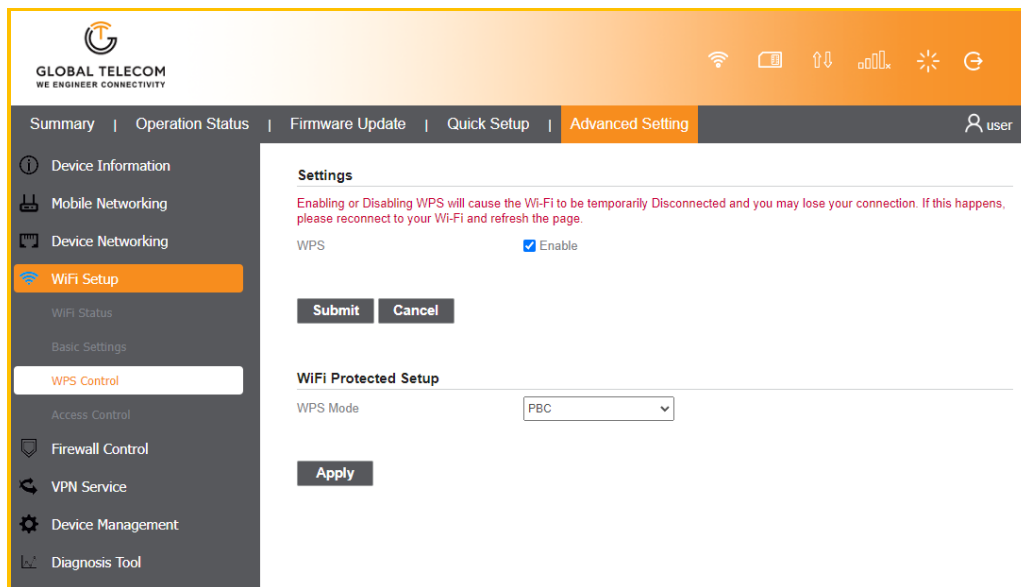 GLOBAL TELECOM
WE ENGINEER CONNECTIVITY
Summary | Operation Status | Firmware Update | Quick Setup | Advanced Setting
user
Device Information
Mobile Networking
Device Networking
WiFi Setup
WiFi Status
Basic Settings
WPS Control
Access Control
Firewall Control
VPN Service
Device Management
Diagnosis Tool
Settings
Enabling or Disabling WPS will cause the Wi-Fi to be temporarily Disconnected and you may lose your connection. If this happens,
please reconnect to your Wi-Fi and refresh the page.
WPS Enable
Submit Cancel
WiFi Protected Setup
WPS Mode PBC
Apply